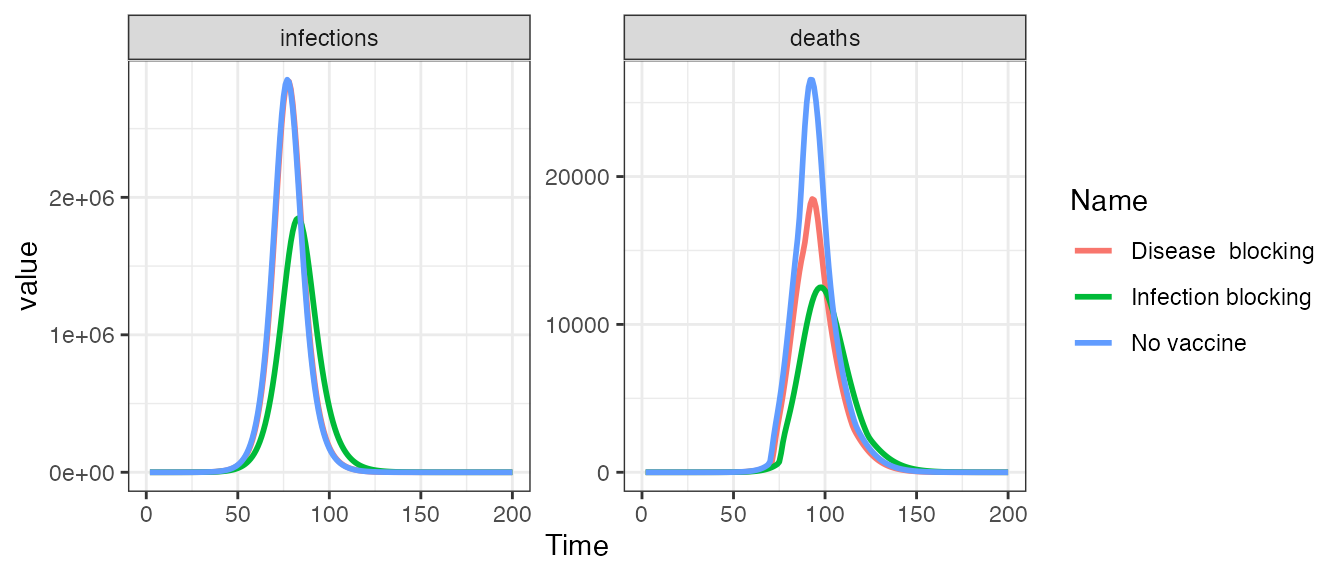 infections
deaths
value
2e+06
1e+06
0e+00
0 50 100 150 200
20000
10000
0
0 50 100 150 200
Time
Name
Disease  blocking
Infection blocking
No vaccine